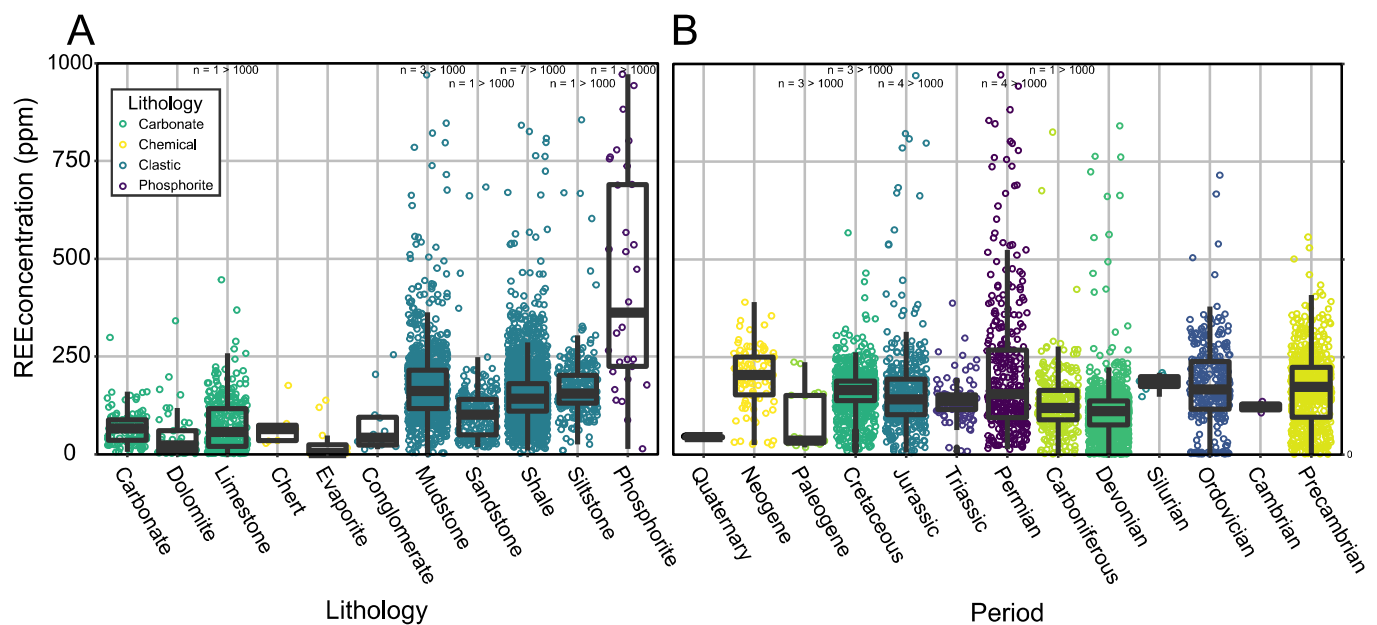 A
B
REEconcentration (ppm)
1000
750
500
250
0
n = 1 > 1000
n = 3 > 1000
n = 1 > 1000
n = 7 > 1000
n = 1 > 1000
n = 1 > 1000
Lithology
Carbonate
Chemical
Clastic
Phosphorite
Carbonate
Dolomite
Limestone
Chert
Evaporite
Conglomerate
Mudstone
Sandstone
Shale
Siltstone
Phosphorite
Lithology
n = 3 > 1000
n = 3 > 1000
n = 4 > 1000
n = 4 > 1000
n = 1 > 1000
0
Quaternary
Neogene
Paleogene
Cretaceous
Jurassic
Triassic
Permian
Carboniferous
Devonian
Silurian
Ordovician
Cambrian
Precambrian
Period